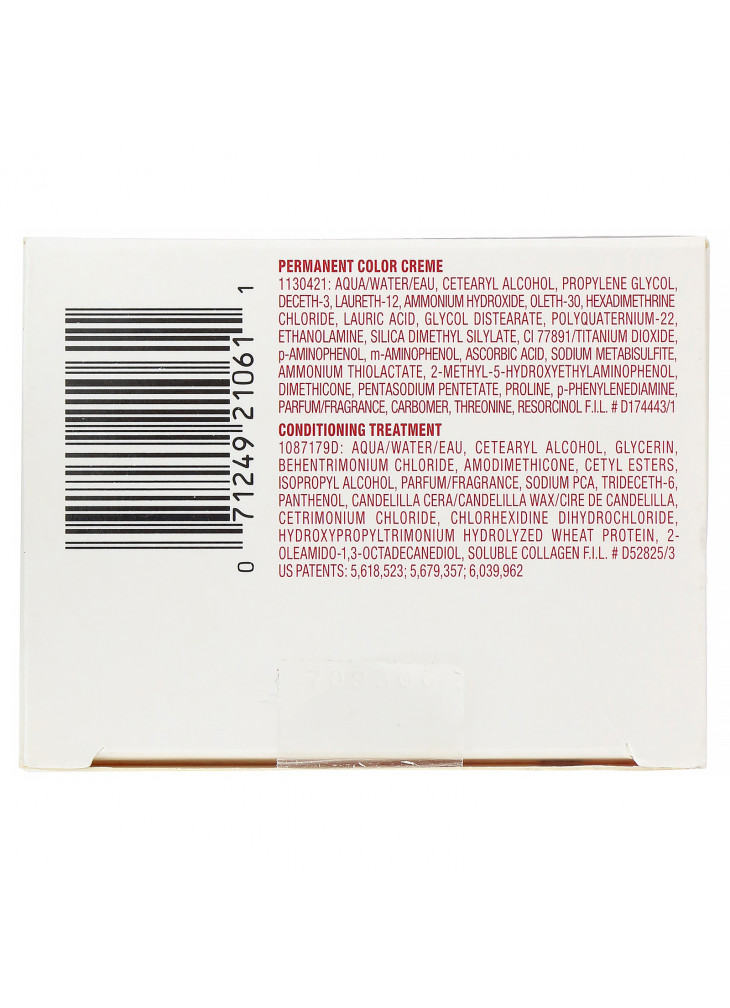 PERMANENT COLOR CREME
1130421: AQUA/WATER/EAU, CETEARYL ALCOHOL, PROPYLENE GLYCOL,
DECETH-3, LAURETH-12, AMMONIUM HYDROXIDE, OLETH-30, HEXADIMETHRINE
CHLORIDE, LAURIC ACID, GLYCOL DISTEARATE, POLYQUATERNIUM-22,
ETHANOLAMINE, SILICA DIMETHYL SILYLATE, CI 77891/TITANIUM DIOXIDE,
p-AMINOPHENOL, m-AMINOPHENOL, ASCORBIC ACID, SODIUM METABISULFITE,
AMMONIUM THIOLACTATE, 2-METHYL-5-HYDROXYETHYLAMINOPHENOL,
DIMETHICONE, PENTASODIUM PENTETATE, PROLINE, p-PHENYLENEDIAMINE,
PARFUM/FRAGRANCE, CARBOMER, THREONINE, RESORCINOL F.I.L. # D174443/1
CONDITIONING TREATMENT
1087179D: AQUA/WATER/EAU, CETEARYL ALCOHOL, GLYCERIN,
BEHENTRIMONIUM CHLORIDE, AMODIMETHICONE, CETYL ESTERS,
ISOPROPYL ALCOHOL, PARFUM/FRAGRANCE, SODIUM PCA, TRIDECETH-6,
PANTHENOL, CANDELILLA CERA/CANDELILLA WAX/CIRE DE CANDELILLA,
CETRIMONIUM CHLORIDE, CHLORHEXIDINE DIHYDROCHLORIDE,
HYDROXYPROPYLTRIMONIUM HYDROLYZED WHEAT PROTEIN, 2-
OLEAMIDO-1,3-OCTADECANEDIOL, SOLUBLE COLLAGEN F.I.L. # D52825/3
US PATENTS: 5,618,523; 5,679,357; 6,039,962
0 71249 21061 1